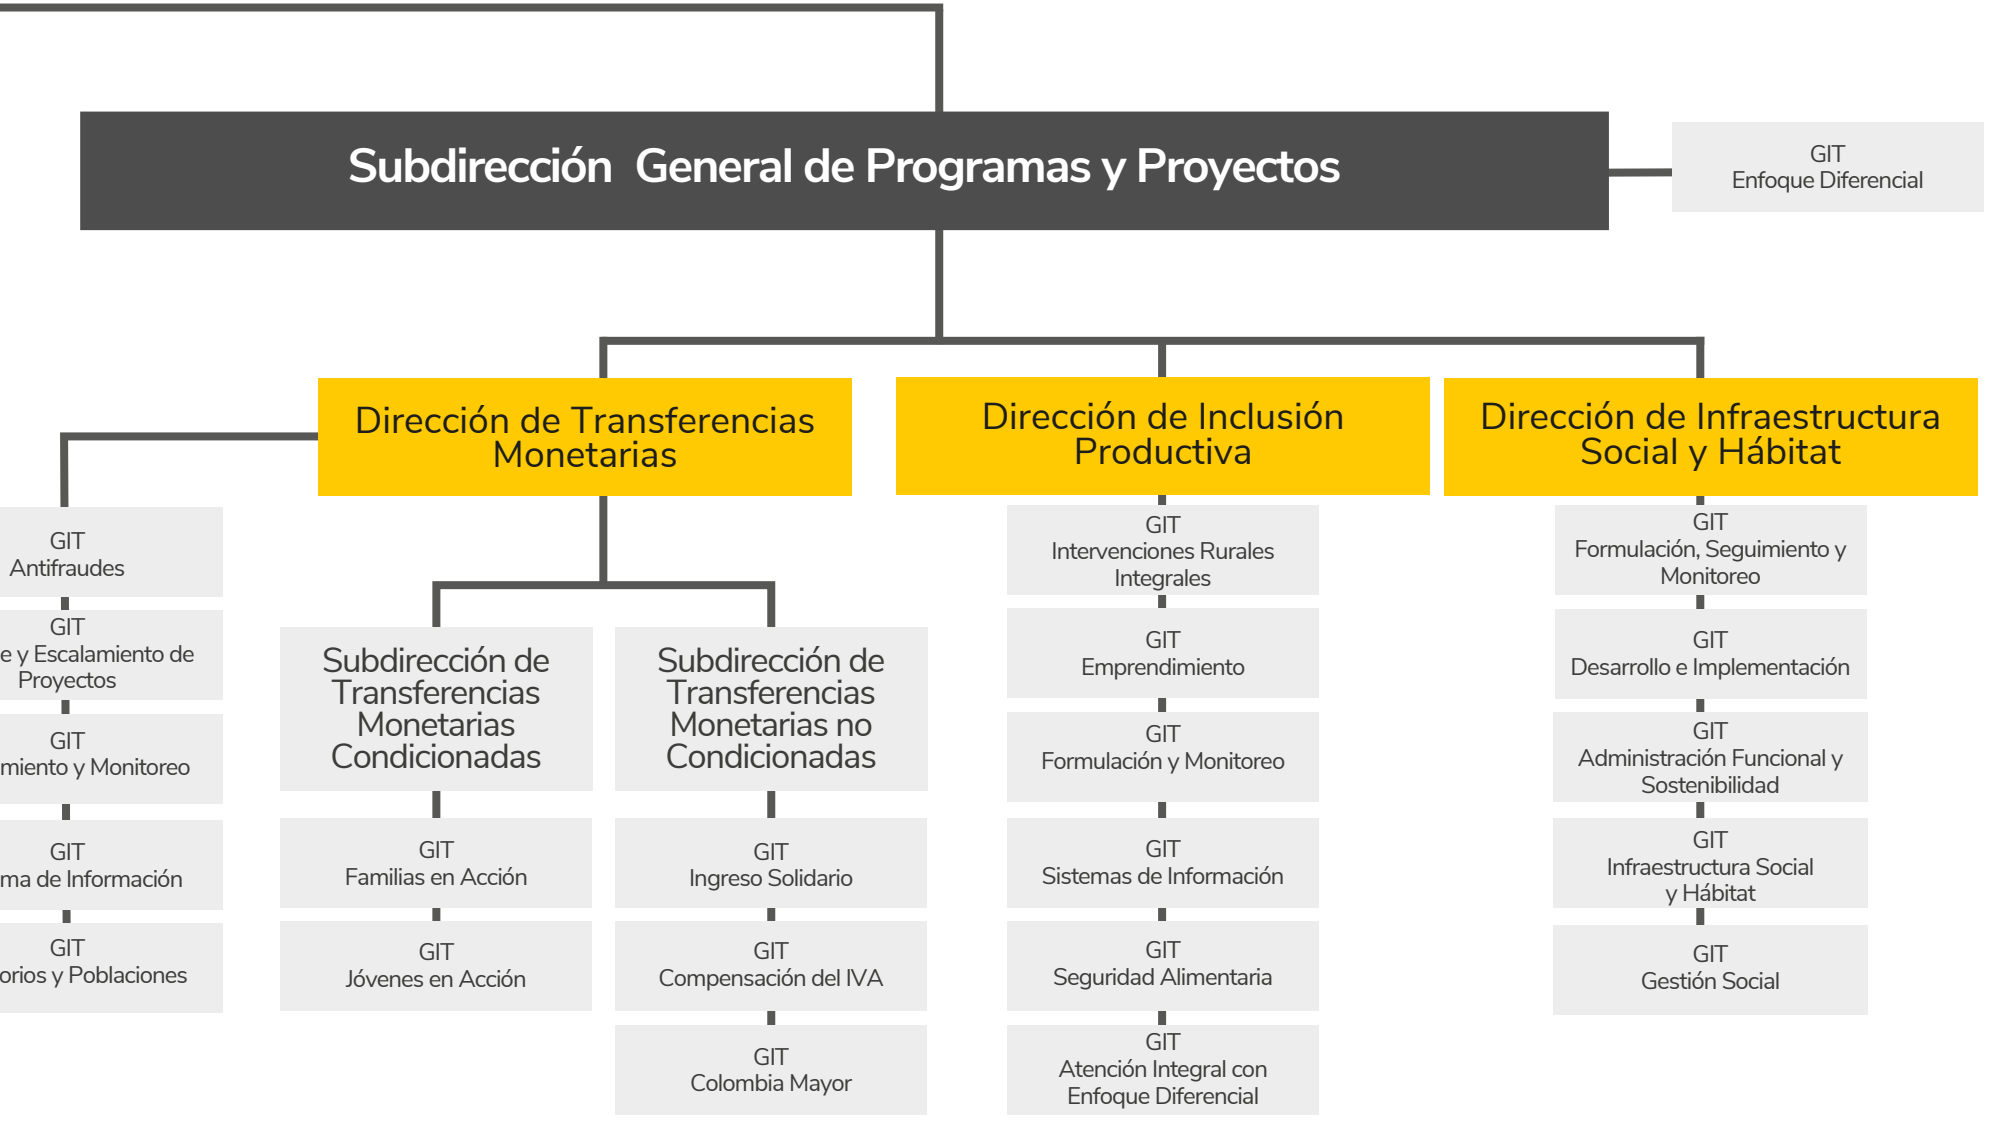 Subdirección General de Programas y Proyectos
GIT
Enfoque Diferencial
Dirección de Transferencias
Monetarias
Dirección de Inclusión
Productiva
Dirección de Infraestructura
Social y Hábitat
GIT
Antifraudes
GIT
e y Escalamiento de
Proyectos
GIT
miento y Monitoreo
GIT
ma de Información
GIT
orios y Poblaciones
Subdirección de
Transferencias
Monetarias
Condicionadas
GIT
Familias en Acción
GIT
Jóvenes en Acción
Subdirección de
Transferencias
Monetarias no
Condicionadas
GIT
Ingreso Solidario
GIT
Compensación del IVA
GIT
Colombia Mayor
GIT
Intervenciones Rurales
Integrales
GIT
Emprendimiento
GIT
Formulación y Monitoreo
GIT
Sistemas de Información
GIT
Seguridad Alimentaria
GIT
Atención Integral con
Enfoque Diferencial
GIT
Formulación, Seguimiento y
Monitoreo
GIT
Desarrollo e Implementación
GIT
Administración Funcional y
Sostenibilidad
GIT
Infraestructura Social
y Hábitat
GIT
Gestión Social